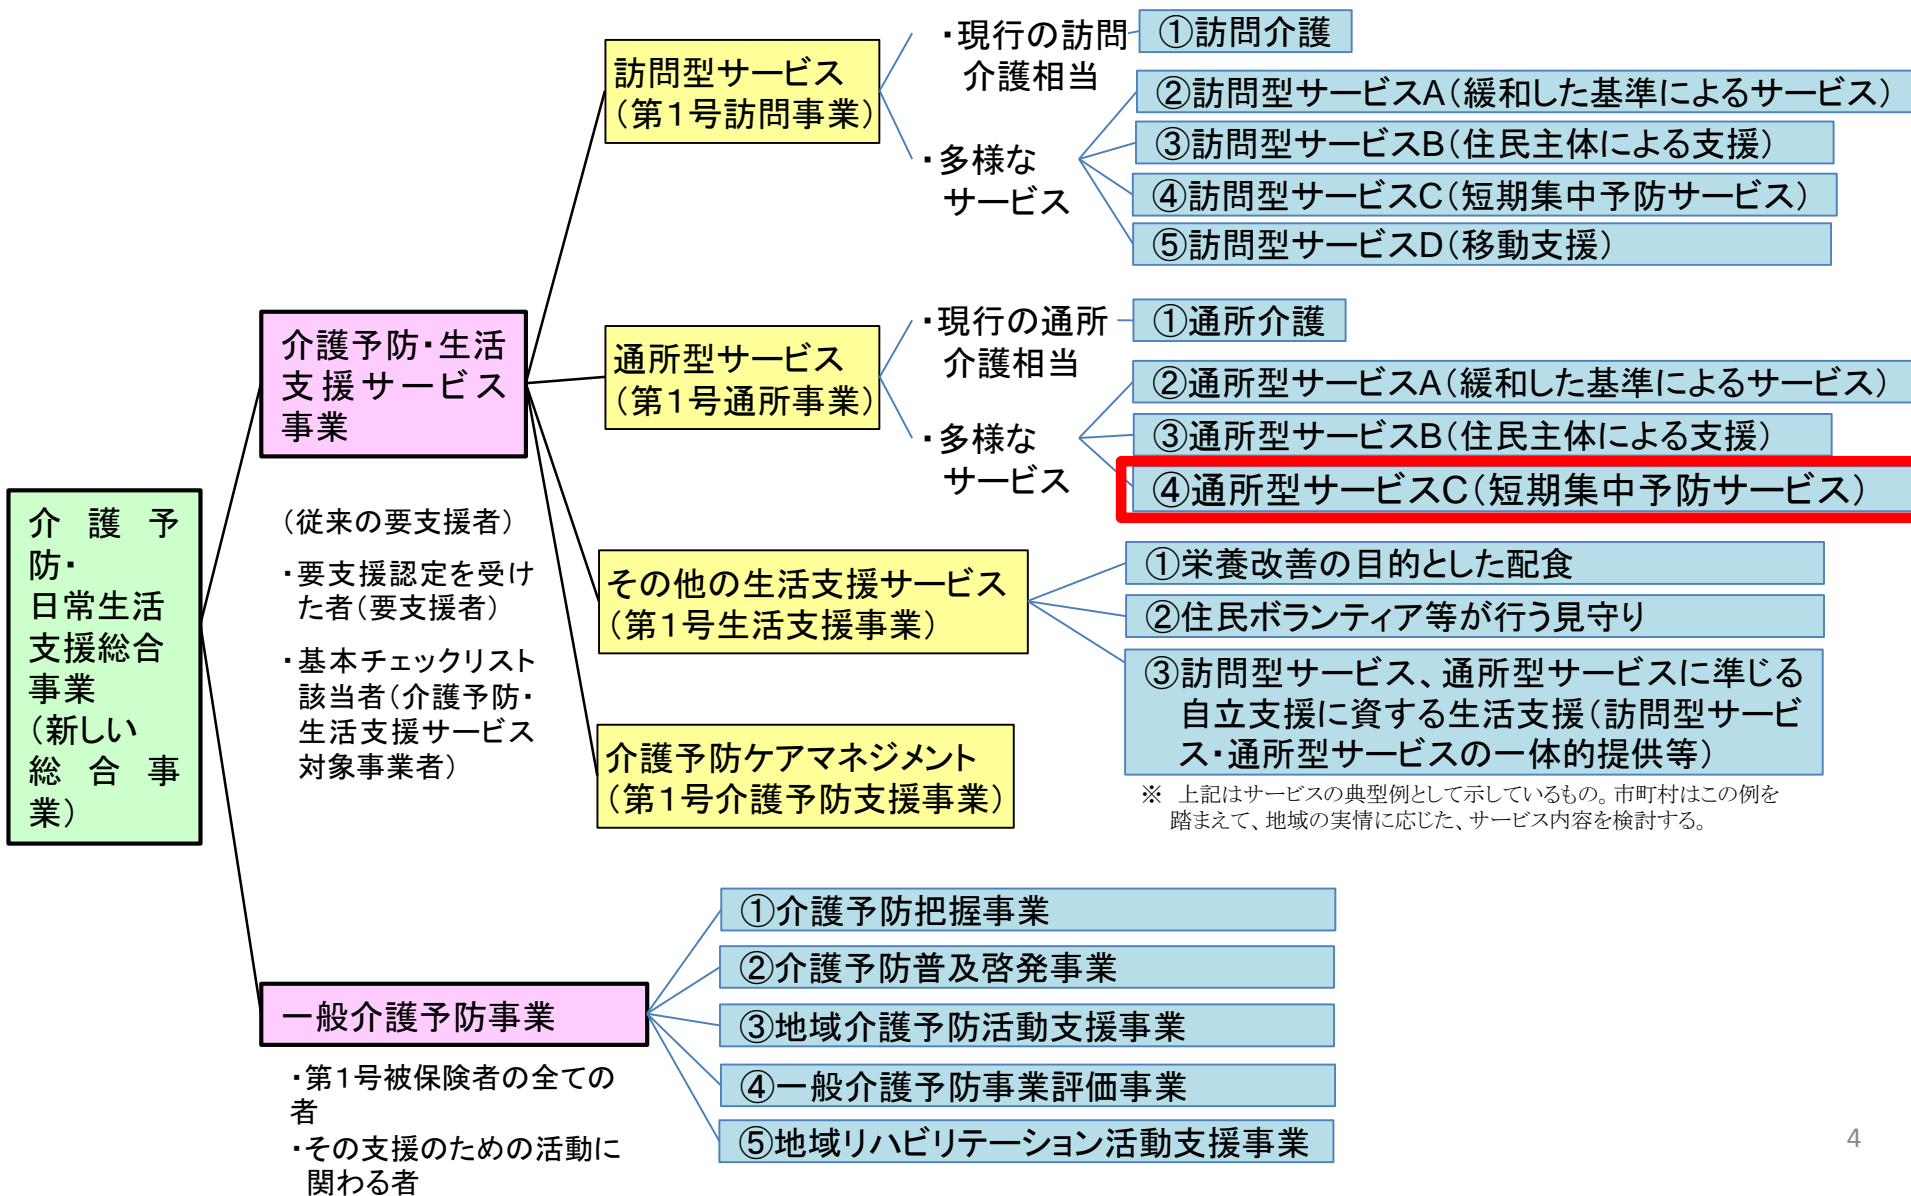 介護予
防・
日常生活
支援総合
事業
（新しい
総合事
業）
介護予防・生活
支援サービス
事業
（従来の要支援者）
・要支援認定を受け
た者（要支援者）
・基本チェックリスト
該当者（介護予防・
生活支援サービス
対象事業者）
訪問型サービス
（第1号訪問事業）
・現行の訪問
介護相当
①訪問介護
・多様な
サービス
②訪問型サービスA（緩和した基準によるサービス）
③訪問型サービスB（住民主体による支援）
④訪問型サービスC（短期集中予防サービス）
⑤訪問型サービスD（移動支援）
通所型サービス
（第1号通所事業）
・現行の通所
介護相当
①通所介護
・多様な
サービス
②通所型サービスA（緩和した基準によるサービス）
③通所型サービスB（住民主体による支援）
④通所型サービスC（短期集中予防サービス）
その他の生活支援サービス
（第1号生活支援事業）
①栄養改善の目的とした配食
②住民ボランティア等が行う見守り
③訪問型サービス、通所型サービスに準じる
自立支援に資する生活支援（訪問型サービ
ス・通所型サービスの一体的提供等）
介護予防ケアマネジメント
（第1号介護予防支援事業）
※　上記はサービスの典型例として示しているもの。市町村はこの例を
踏まえて、地域の実情に応じた、サービス内容を検討する。
一般介護予防事業
・第1号被保険者の全ての
者
・その支援のための活動に
関わる者
①介護予防把握事業
②介護予防普及啓発事業
③地域介護予防活動支援事業
④一般介護予防事業評価事業
⑤地域リハビリテーション活動支援事業
4